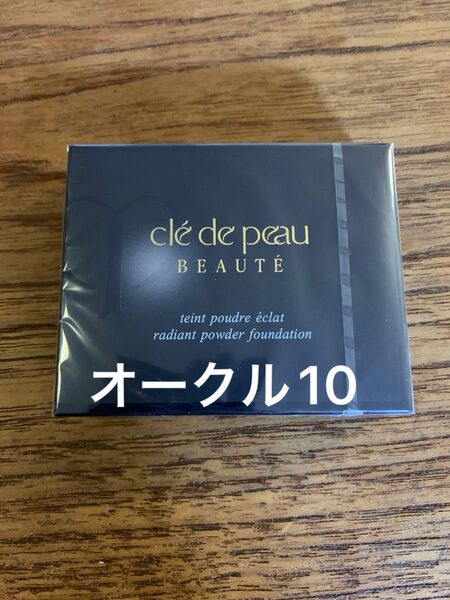 clé de peau
BEAUTÉ
teint poudre éclat
radiant powder foundation
オークル10